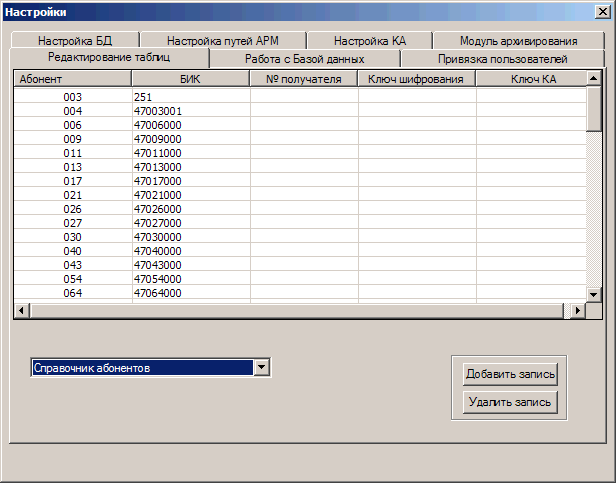 Настройки
Настройка БД Настройка путей АРМ Настройка КА Модуль архивирования
Редактирование таблиц Работа с Базой данных Привязка пользователей
Абонент БИК № получателя Ключ шифрования Ключ КА
003 251
004 47003001
006 47006000
009 47009000
011 47011000
013 47013000
017 47017000
021 47021000
026 47026000
027 47027000
030 47030000
040 47040000
043 47043000
054 47054000
064 47064000
Справочник абонентов
Добавить запись
Удалить запись